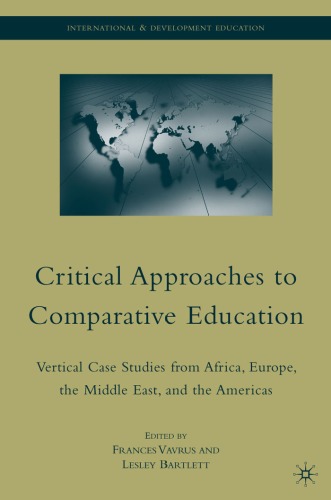 INTERNATIONAL & DEVELOPMENT EDUCATION
Critical Approaches to
Comparative Education
Vertical Case Studies from Africa, Europe,
the Middle East, and the Americas
EDITED BY
FRANCES VAVRUS AND
LESLEY BARTLETT